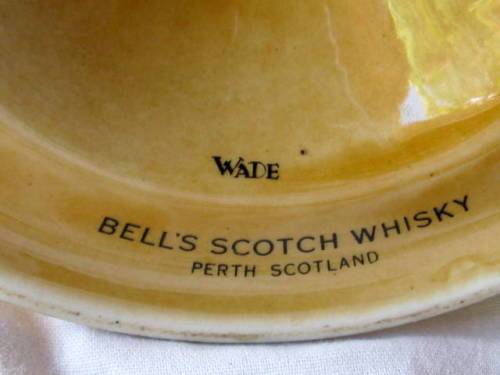 WADE
BELL'S SCOTCH WHISKY
PERTH SCOTLAND